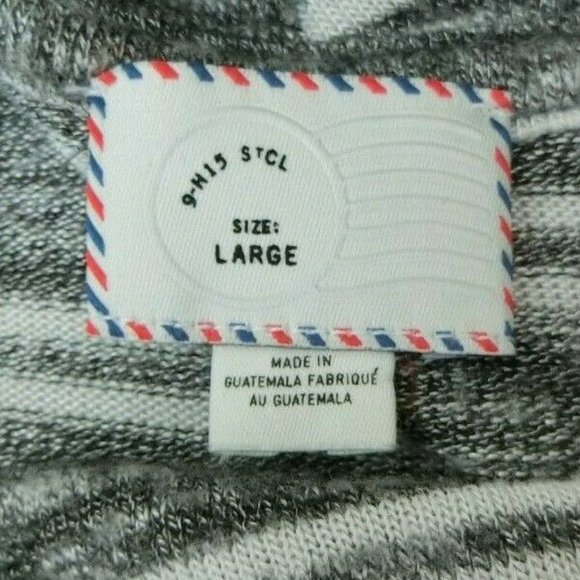 9-H15 STCL
SIZE:
LARGE
MADE IN
GUATEMALA FABRIQUÉ
AU GUATEMALA